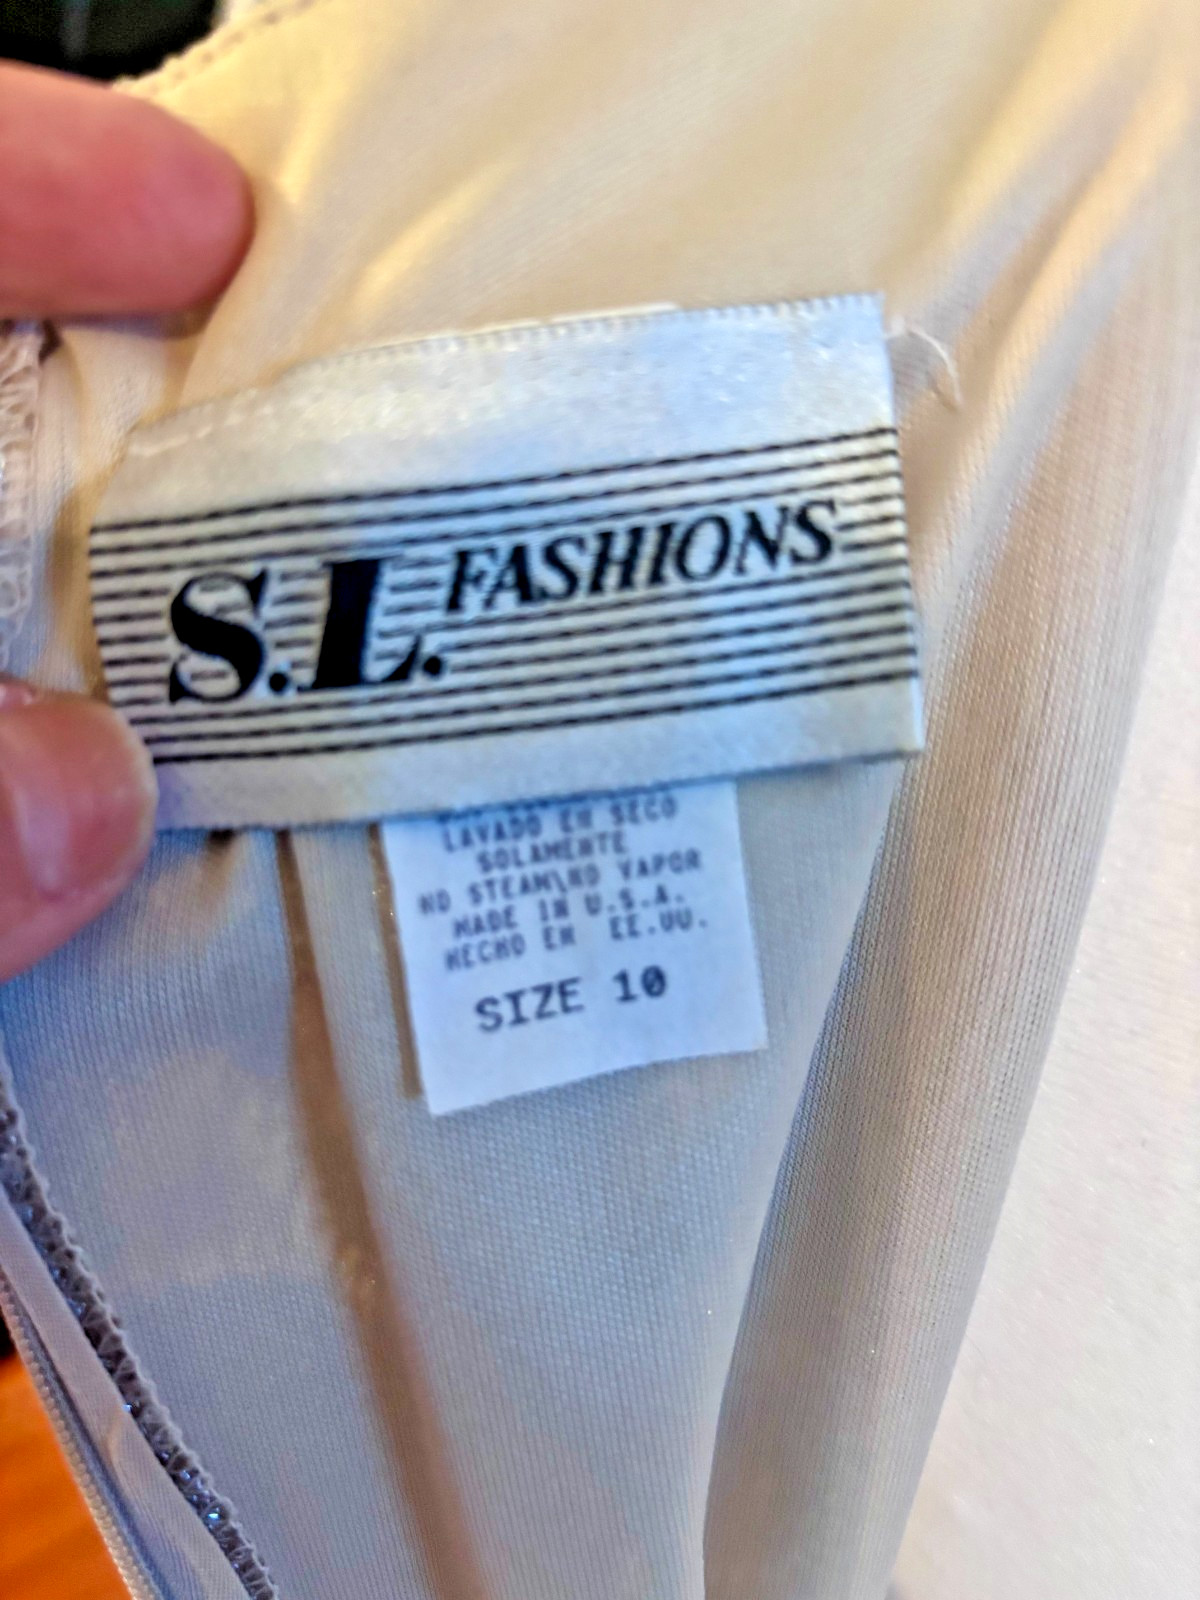 S.L. FASHIONS
LAVADO EN SECO
SOLAMENTE
NO STEAM\NO VAPOR
MADE IN U.S.A.
HECHO EN EE.UU.
SIZE 10